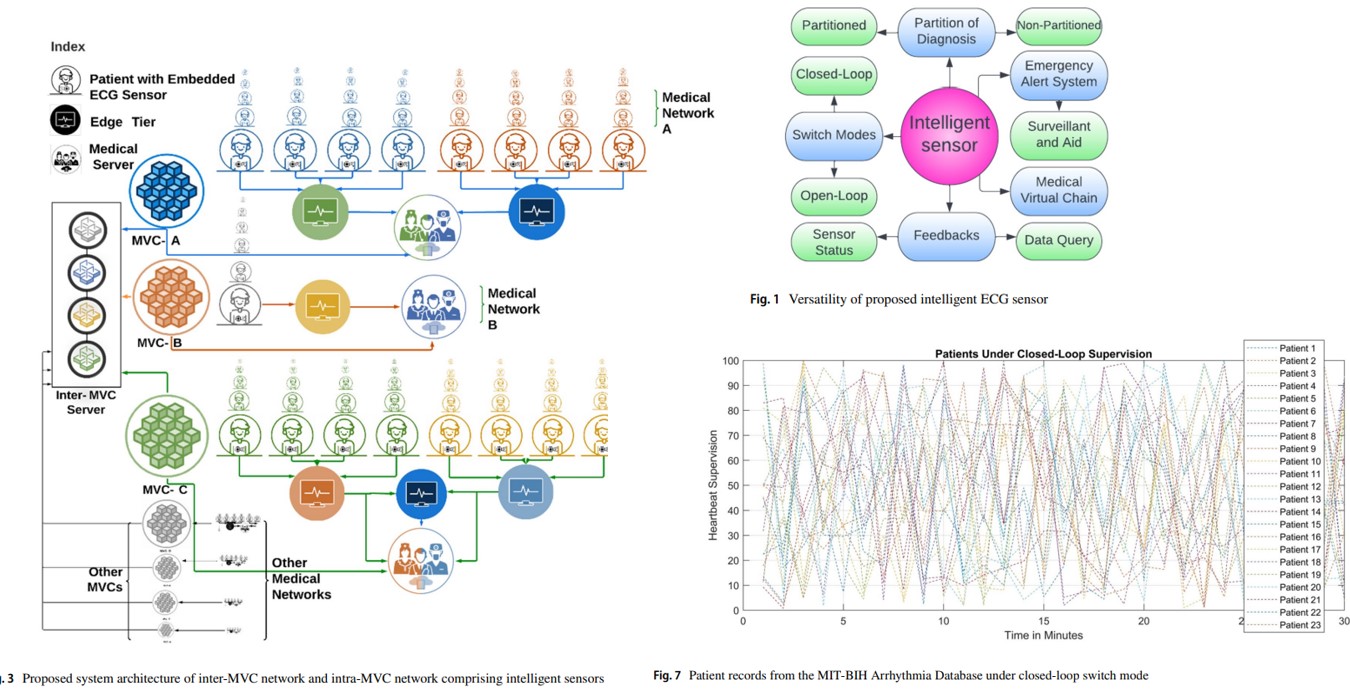 Index
Patient with Embedded
ECG Sensor
Edge Tier
Medical
Server
Medical
Network
A
MVC- A
MVC- B
Medical
Network
B
Inter- MVC
Server
MVC- C
Other
MVCs
Other
Medical
Networks
g. 3 Proposed system architecture of inter-MVC network and intra-MVC network comprising intelligent sensors
Partitioned
Partition of
Diagnosis
Non-Partitioned
Closed-Loop
Emergency
Alert System
Switch Modes
Intelligent
sensor
Surveillant
and Aid
Open-Loop
Medical
Virtual Chain
Sensor
Status
Feedbacks
Data Query
Fig. 1 Versatility of proposed intelligent ECG sensor
Patients Under Closed-Loop Supervision
Heartbeat Supervision
100
90
80
70
60
50
40
30
20
10
0
0 5 10 15 20 2 30
Time in Minutes
Patient 1
Patient 2
Patient 3
Patient 4
Patient 5
Patient 6
Patient 7
Patient 8
Patient 9
Patient 10
Patient 11
Patient 12
Patient 13
Patient 14
Patient 15
Patient 16
Patient 17
Patient 18
Patient 19
Patient 20
Patient 21
Patient 22
Patient 23
Fig. 7 Patient records from the MIT-BIH Arrhythmia Database under closed-loop switch mode